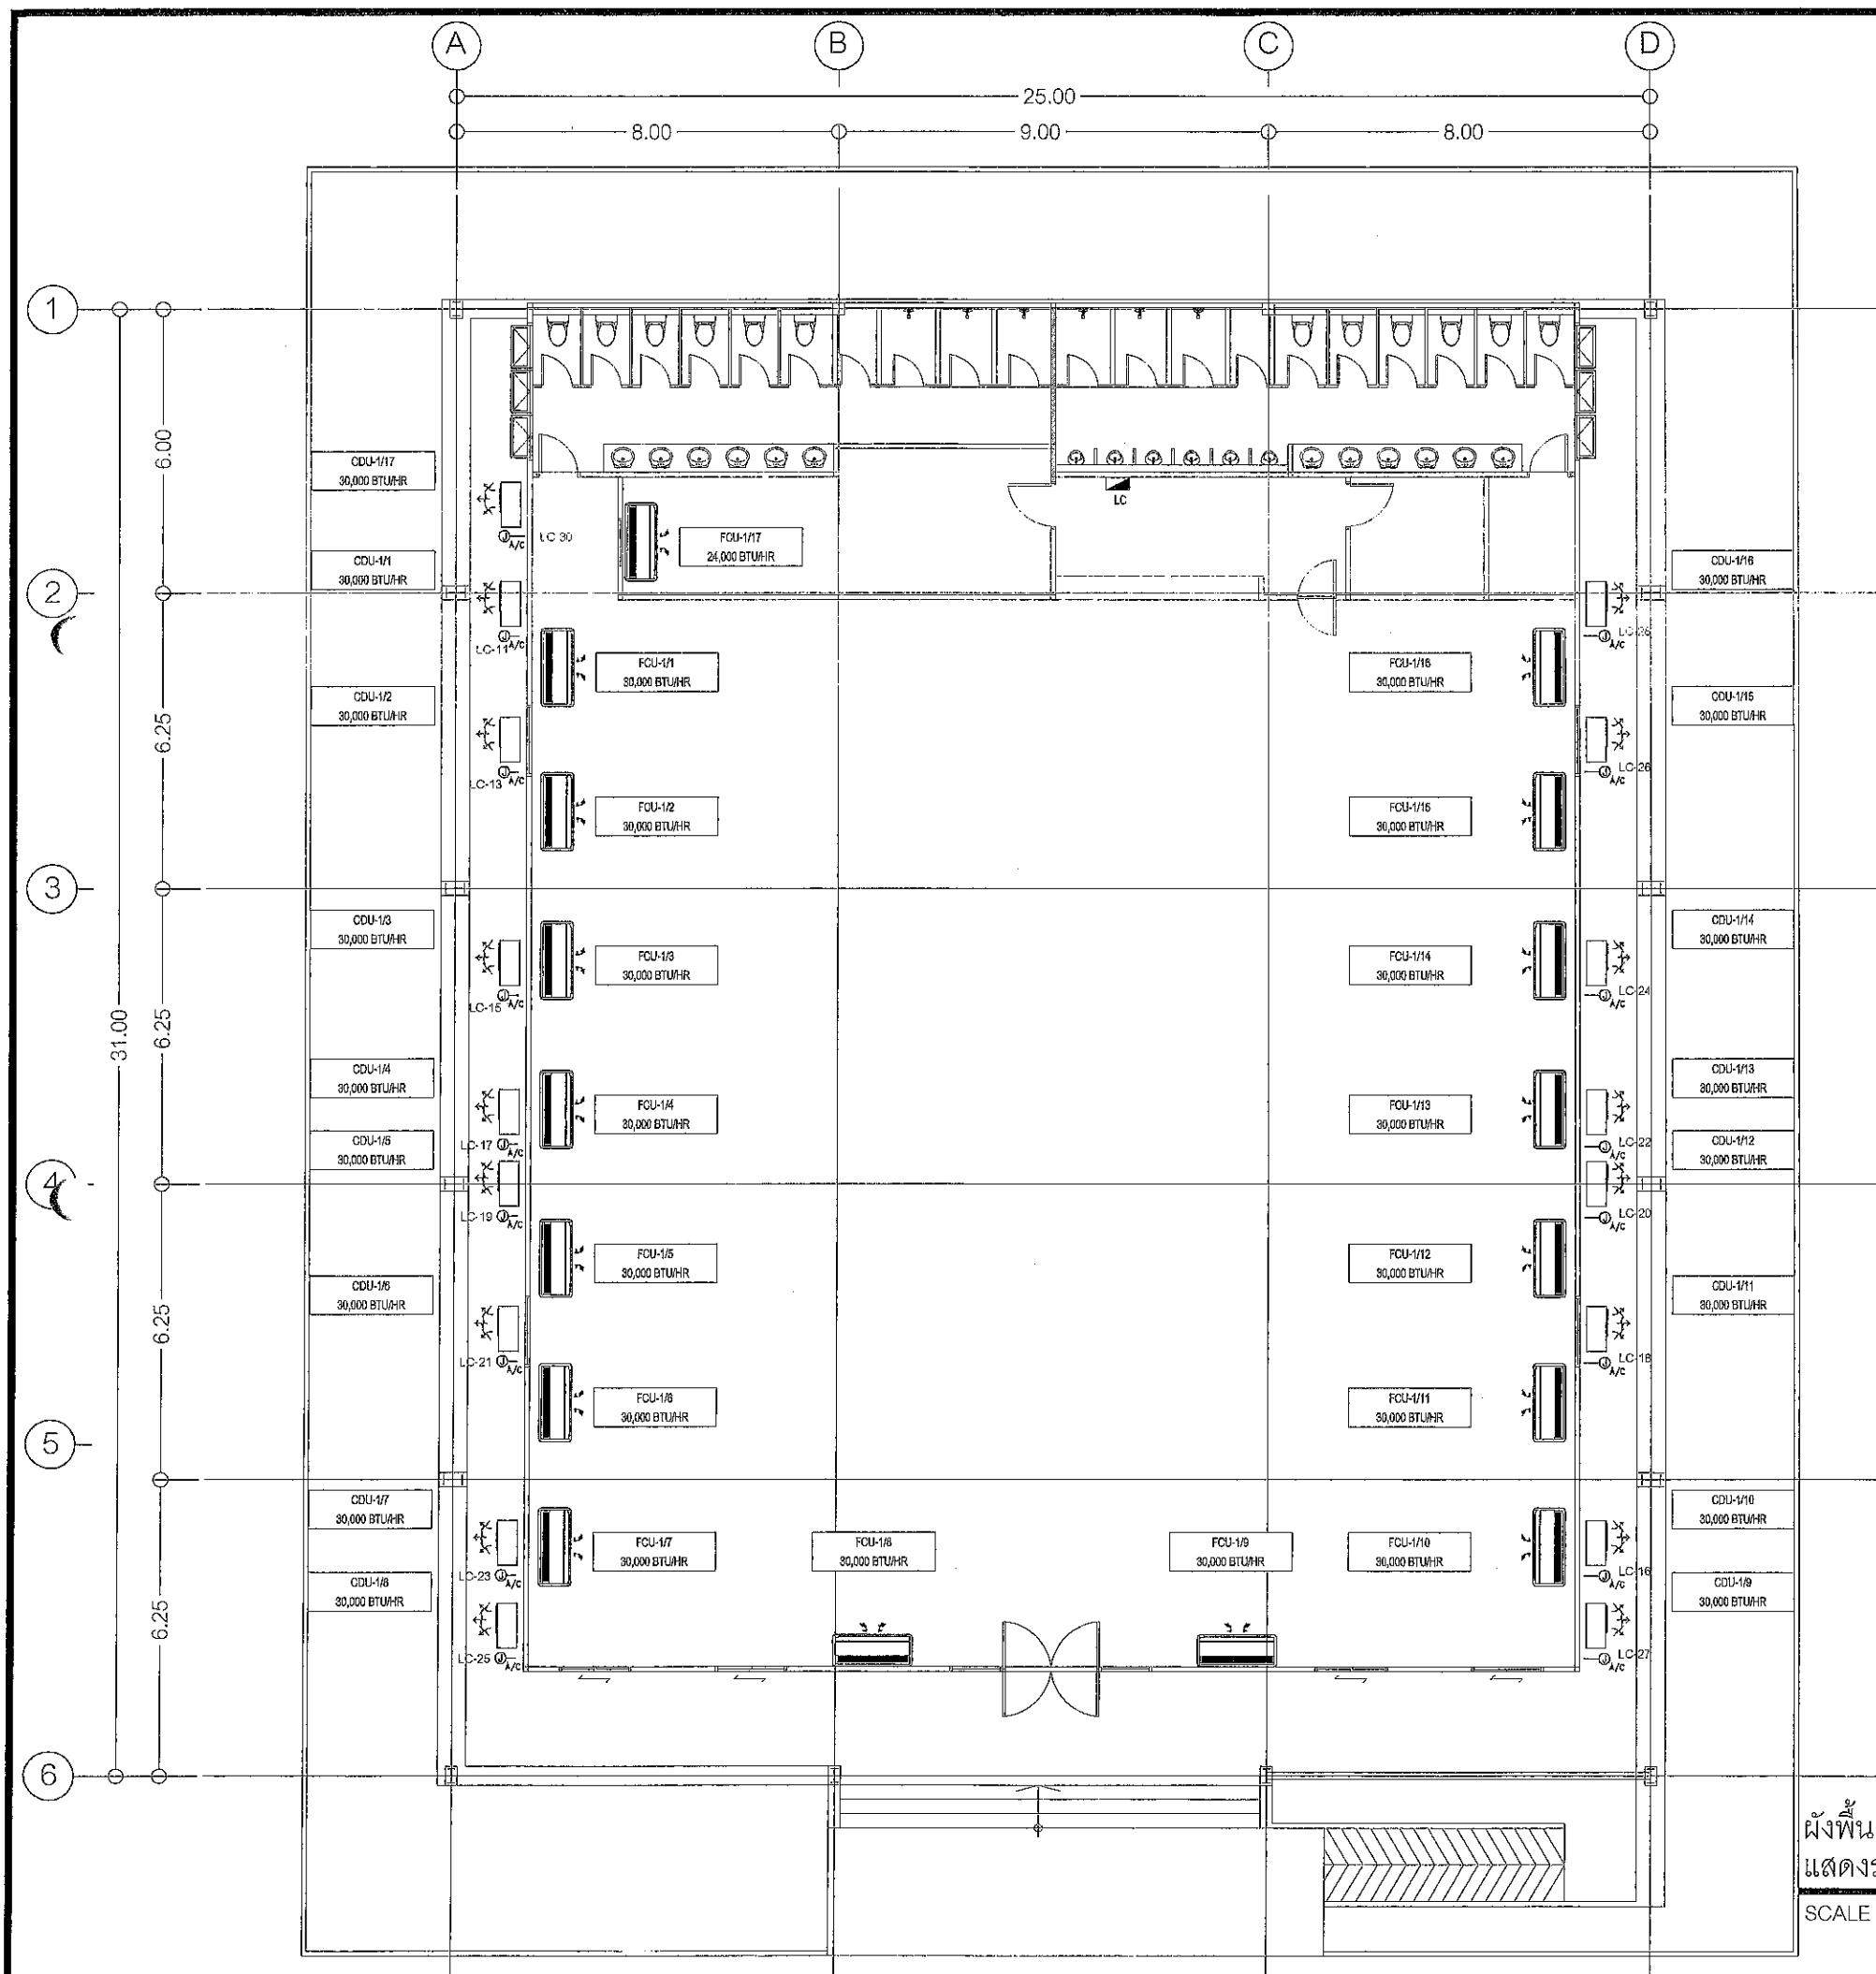 A
B
C
D
25.00
8.00
9.00
8.00
1
6.00
CDU-1/17
30,000 BTU/HR
LC
LC-30
A/C
FCU-1/17
24,000 BTU/HR
CDU-1/1
30,000 BTU/HR
CDU-1/16
30,000 BTU/HR
2
LC-11
A/C
A/C
FCU-1/1
30,000 BTU/HR
FCU-1/16
30,000 BTU/HR
CDU-1/2
30,000 BTU/HR
CDU-1/15
30,000 BTU/HR
6.25
LC-13
A/C
LC-26
A/C
FCU-1/2
30,000 BTU/HR
30,000 BTU/HR
3
CDU-1/3
30,000 BTU/HR
CDU-1/14
30,000 BTU/HR
FCU-1/3
30,000 BTU/HR
FCU-1/14
30,000 BTU/HR
LC-15
A/C
LC-24
A/C
31.00
6.25
CDU-1/4
30,000 BTU/HR
CDU-1/13
30,000 BTU/HR
FCU-1/4
30,000 BTU/HR
FCU-1/13
30,000 BTU/HR
CDU-1/5
30,000 BTU/HR
LC-17
A/C
LC-22
A/C
CDU-1/12
30,000 BTU/HR
4
LC-19
A/C
LC-20
A/C
FCU-1/5
30,000 BTU/HR
FCU-1/12
30,000 BTU/HR
CDU-1/6
30,000 BTU/HR
CDU-1/11
30,000 BTU/HR
6.25
LC-21
A/C
LC-18
A/C
FCU-1/6
30,000 BTU/HR
FCU-1/11
30,000 BTU/HR
5
CDU-1/7
30,000 BTU/HR
CDU-1/10
30,000 BTU/HR
FCU-1/7
30,000 BTU/HR
FCU-1/8
30,000 BTU/HR
FCU-1/9
30,000 BTU/HR
FCU-1/10
30,000 BTU/HR
LC-23
A/C
LC-16
A/C
CDU-1/8
30,000 BTU/HR
CDU-1/9
30,000 BTU/HR
6.25
LC-25
A/C
LC-27
A/C
6
ผังพื้น
SCALE